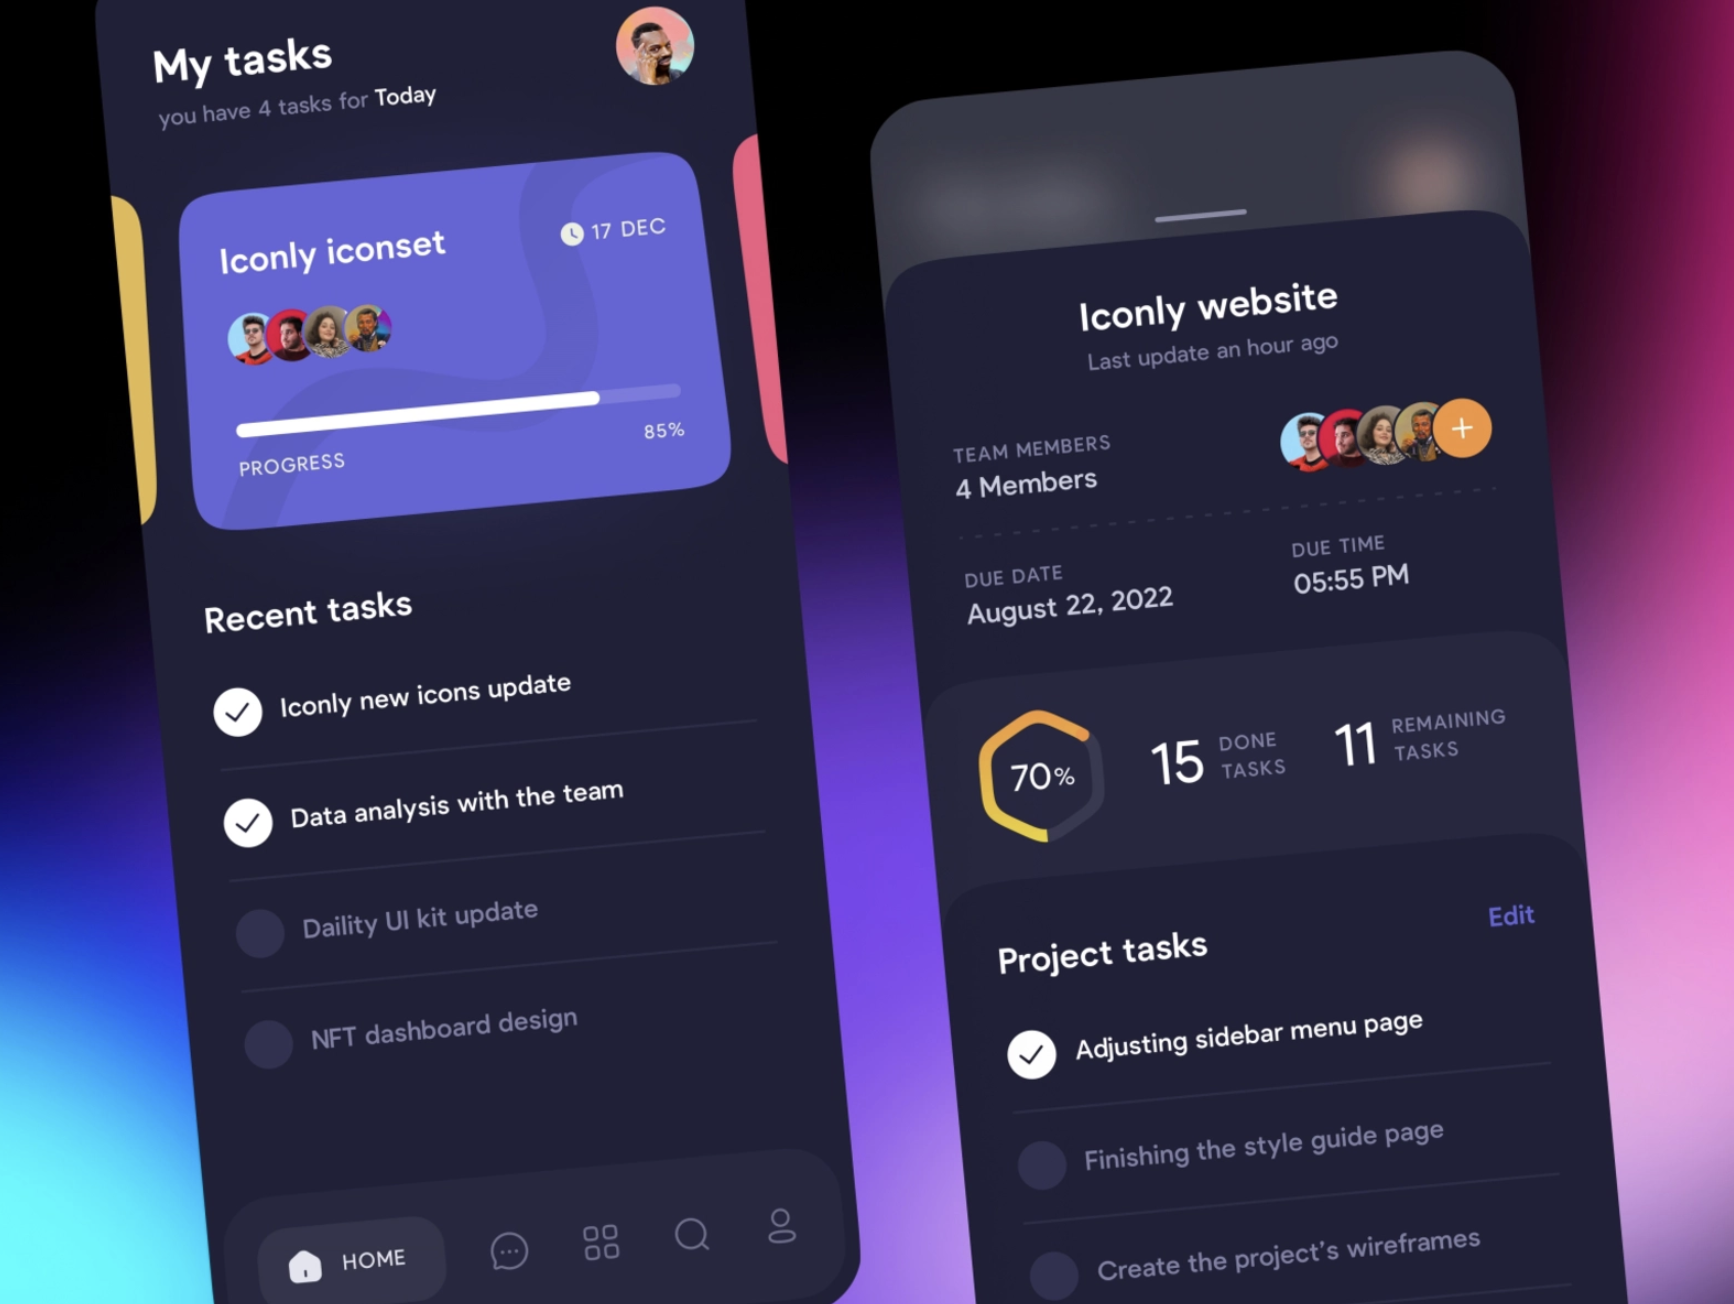 My tasks
you have 4 tasks for Today
Iconly iconset
17 DEC
85%
PROGRESS
Recent tasks
Iconly new icons update
Data analysis with the team
Daility UI kit update
NFT dashboard design
HOME
Iconly website
Last update an hour ago
TEAM MEMBERS
4 Members
DUE DATE
August 22, 2022
DUE TIME
05:55 PM
70%
15
DONE
TASKS
11
REMAINING
TASKS
Project tasks
Edit
Adjusting sidebar menu page
Finishing the style guide page
Create the project’s wireframes